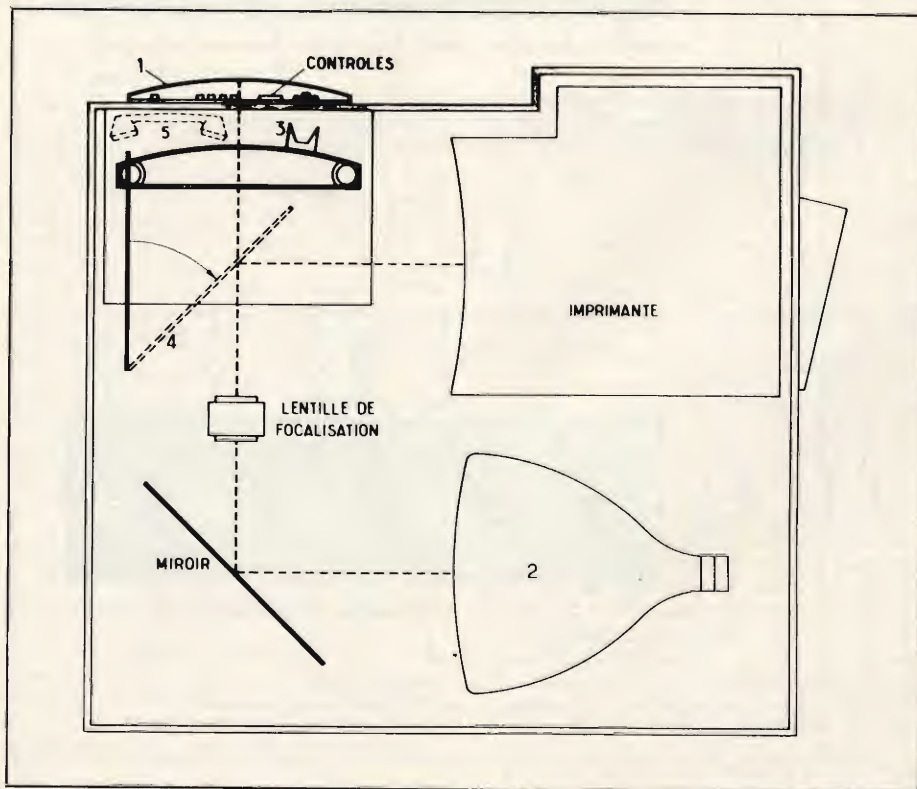 1
CONTROLES
5
3
4
IMPRIMANTE
LENTILLE DE
FOCALISATION
MIROIR
2